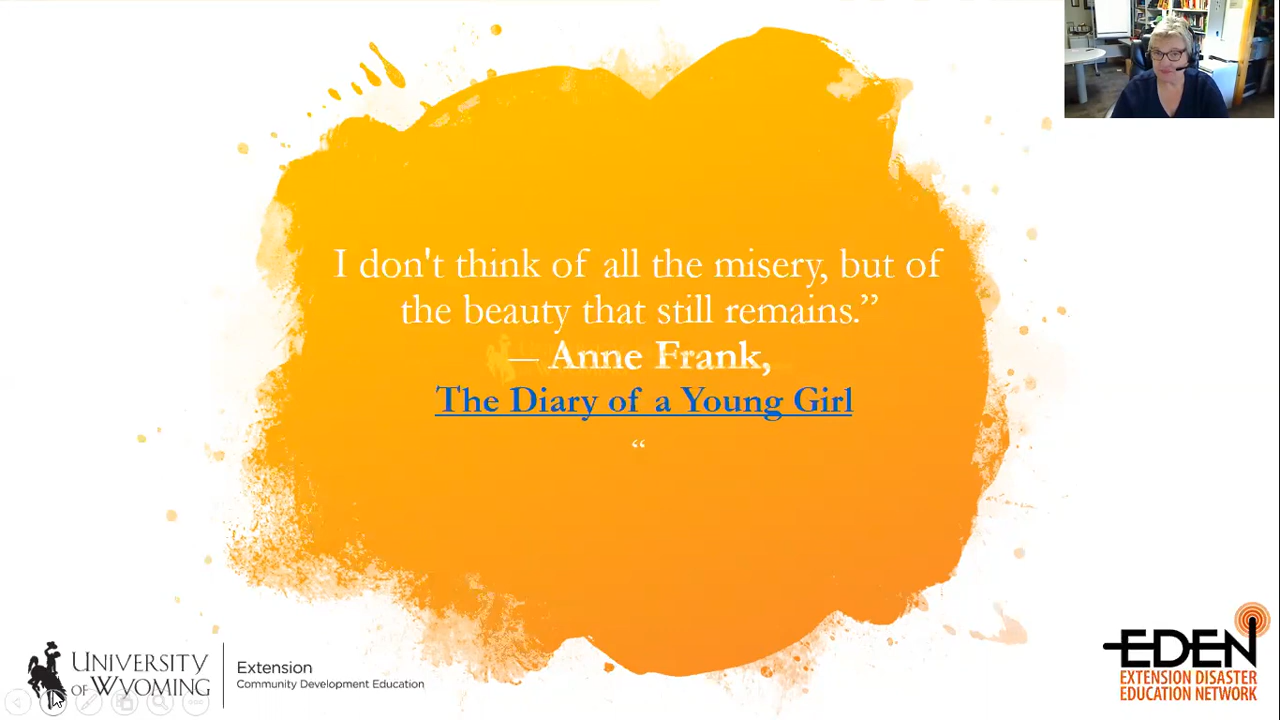 I don't think of all the misery, but of
the beauty that still remains.”
— Anne Frank,
The Diary of a Young Girl
“
UNIVERSITY
OF WYOMING
Extension
Community Development Education
EDEN
EXTENSION DISASTER
EDUCATION NETWORK